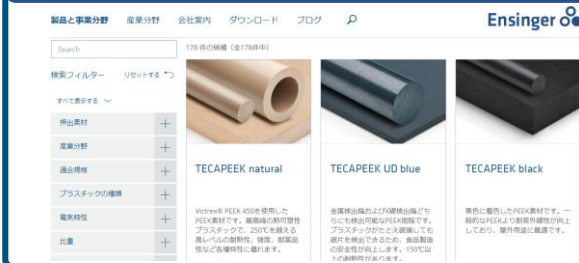 製品と事業分野 産業分野 会社案内 ダウンロード ブログ
Ensinger
Search
178 件の候補（全178件中）
検索フィルター リセットする
すべて表示する
押出素材
産業分野
適合規格
プラスチックの種類
電気特性
比重
TECAPEEK natural
Victrex® PEEK 450を使用した
PEEK素材です。最高峰の熱可塑性
プラスチックで、250℃を越える
高レベルの耐熱性、強度、耐薬品
性など各種特性に優れます。
TECAPEEK UD blue
金属検出機およびX線検出機どち
らにも検出可能なPEEK樹脂です。
プラスチックがたとえ破損しても
破片を検出できるため、食品製造
の安全性が向上します。150℃以
上の耐熱性があります。
TECAPEEK black
黒色に着色したPEEK素材です。一
般的なPEEKより耐紫外線性が向上
しており、屋外用途に最適です。